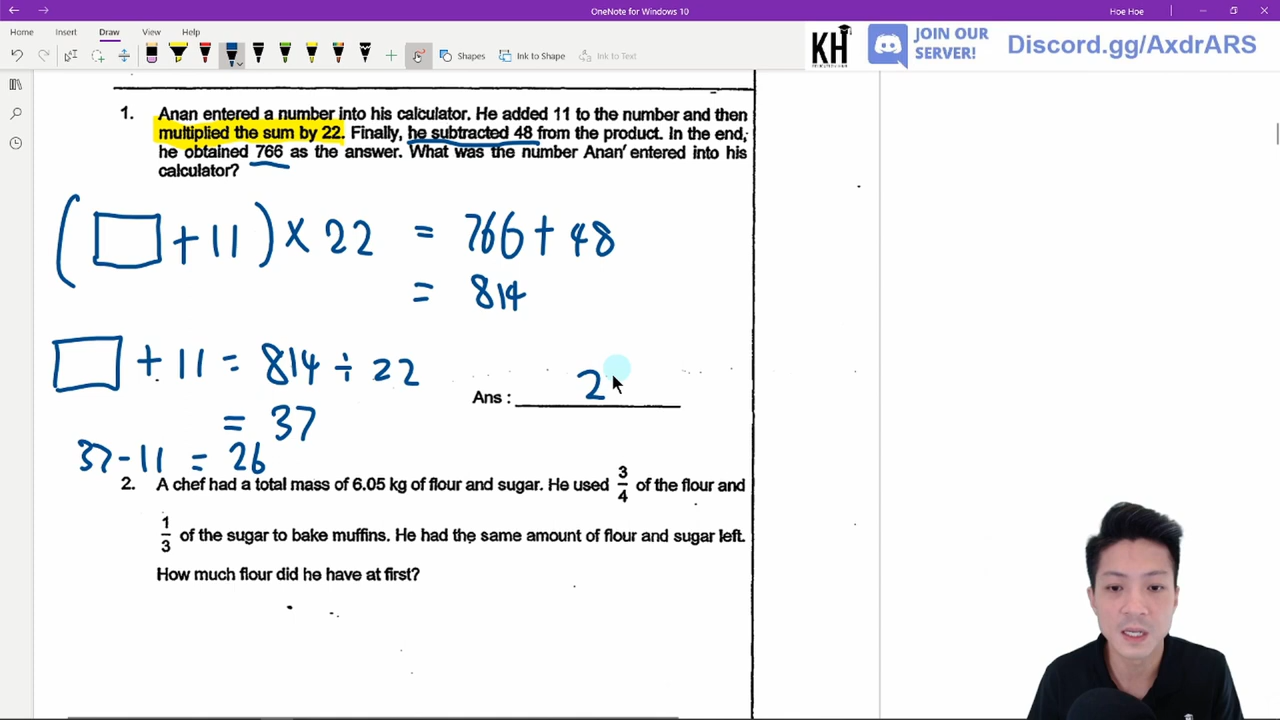 OneNote for Windows 10
Hoe Hoe
Home Insert Draw View Help
Shapes
Ink to Shape
Ink to Text
KH
JOIN OUR
SERVER!
Discord.gg/AxdrARS
1. Anan entered a number into his calculator. He added 11 to the number and then
multiplied the sum by 22. Finally, he subtracted 48 from the product. In the end,
he obtained 766 as the answer. What was the number Anan entered into his
calculator?
( □ + 11 ) × 22 = 766 + 48
= 814
□ + 11 = 814 ÷ 22
= 37
Ans : 2
37 - 11 = 26
2. A chef had a total mass of 6.05 kg of flour and sugar. He used 3/4 of the flour and
1/3 of the sugar to bake muffins. He had the same amount of flour and sugar left.
How much flour did he have at first?